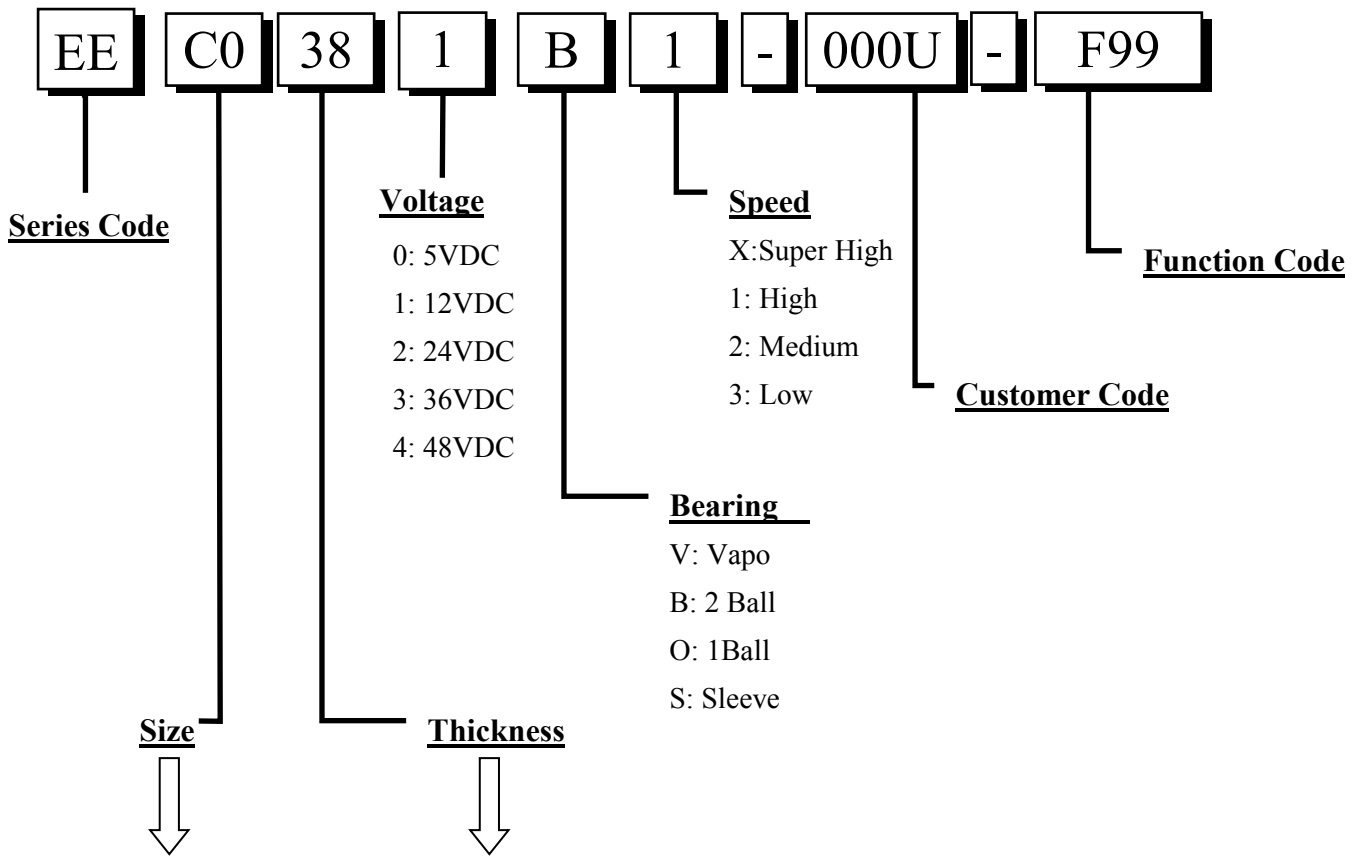 EE C0 38 1 B 1 - 000U - F99
Series Code
Voltage
0: 5VDC
1: 12VDC
2: 24VDC
3: 36VDC
4: 48VDC
Speed
X:Super High
1: High
2: Medium
3: Low
Function Code
Customer Code
Bearing
V: Vapo
B: 2 Ball
O: 1Ball
S: Sleeve
Size
Thickness